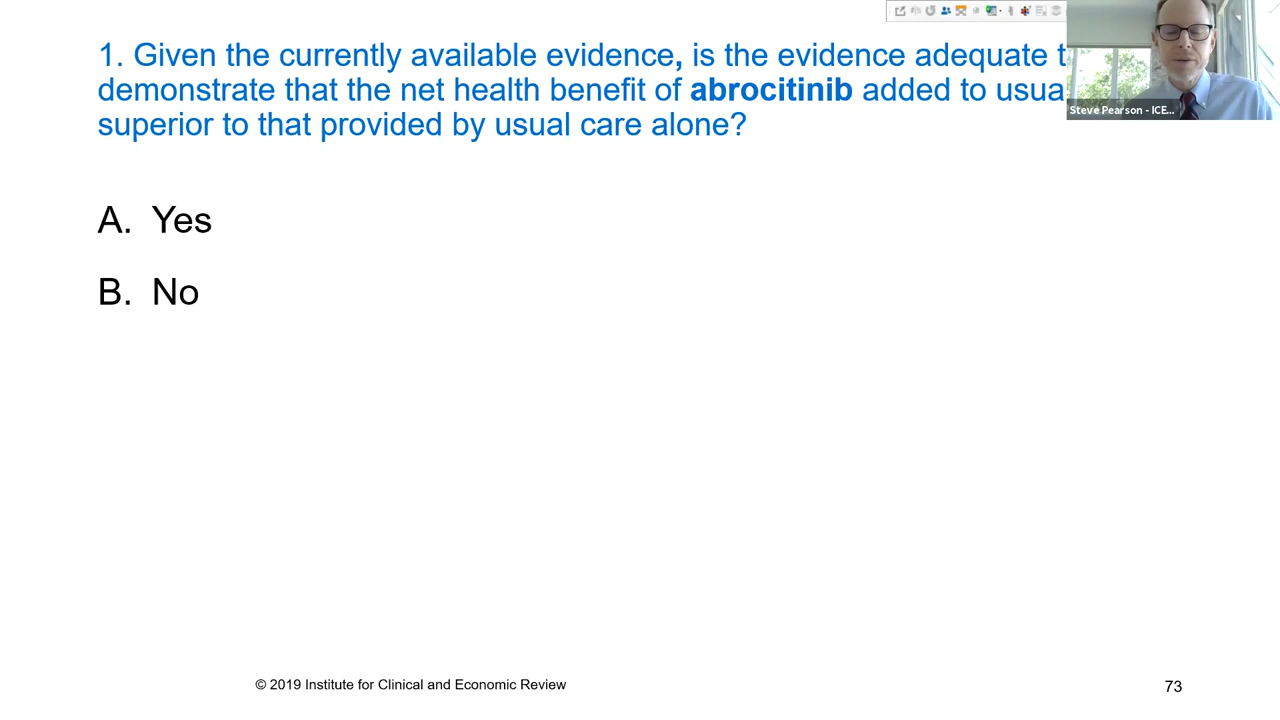 1. Given the currently available evidence, is the evidence adequate t
demonstrate that the net health benefit of abrocitinib added to usua
superior to that provided by usual care alone?
Steve Pearson - ICE...
A. Yes
B. No
© 2019 Institute for Clinical and Economic Review
73